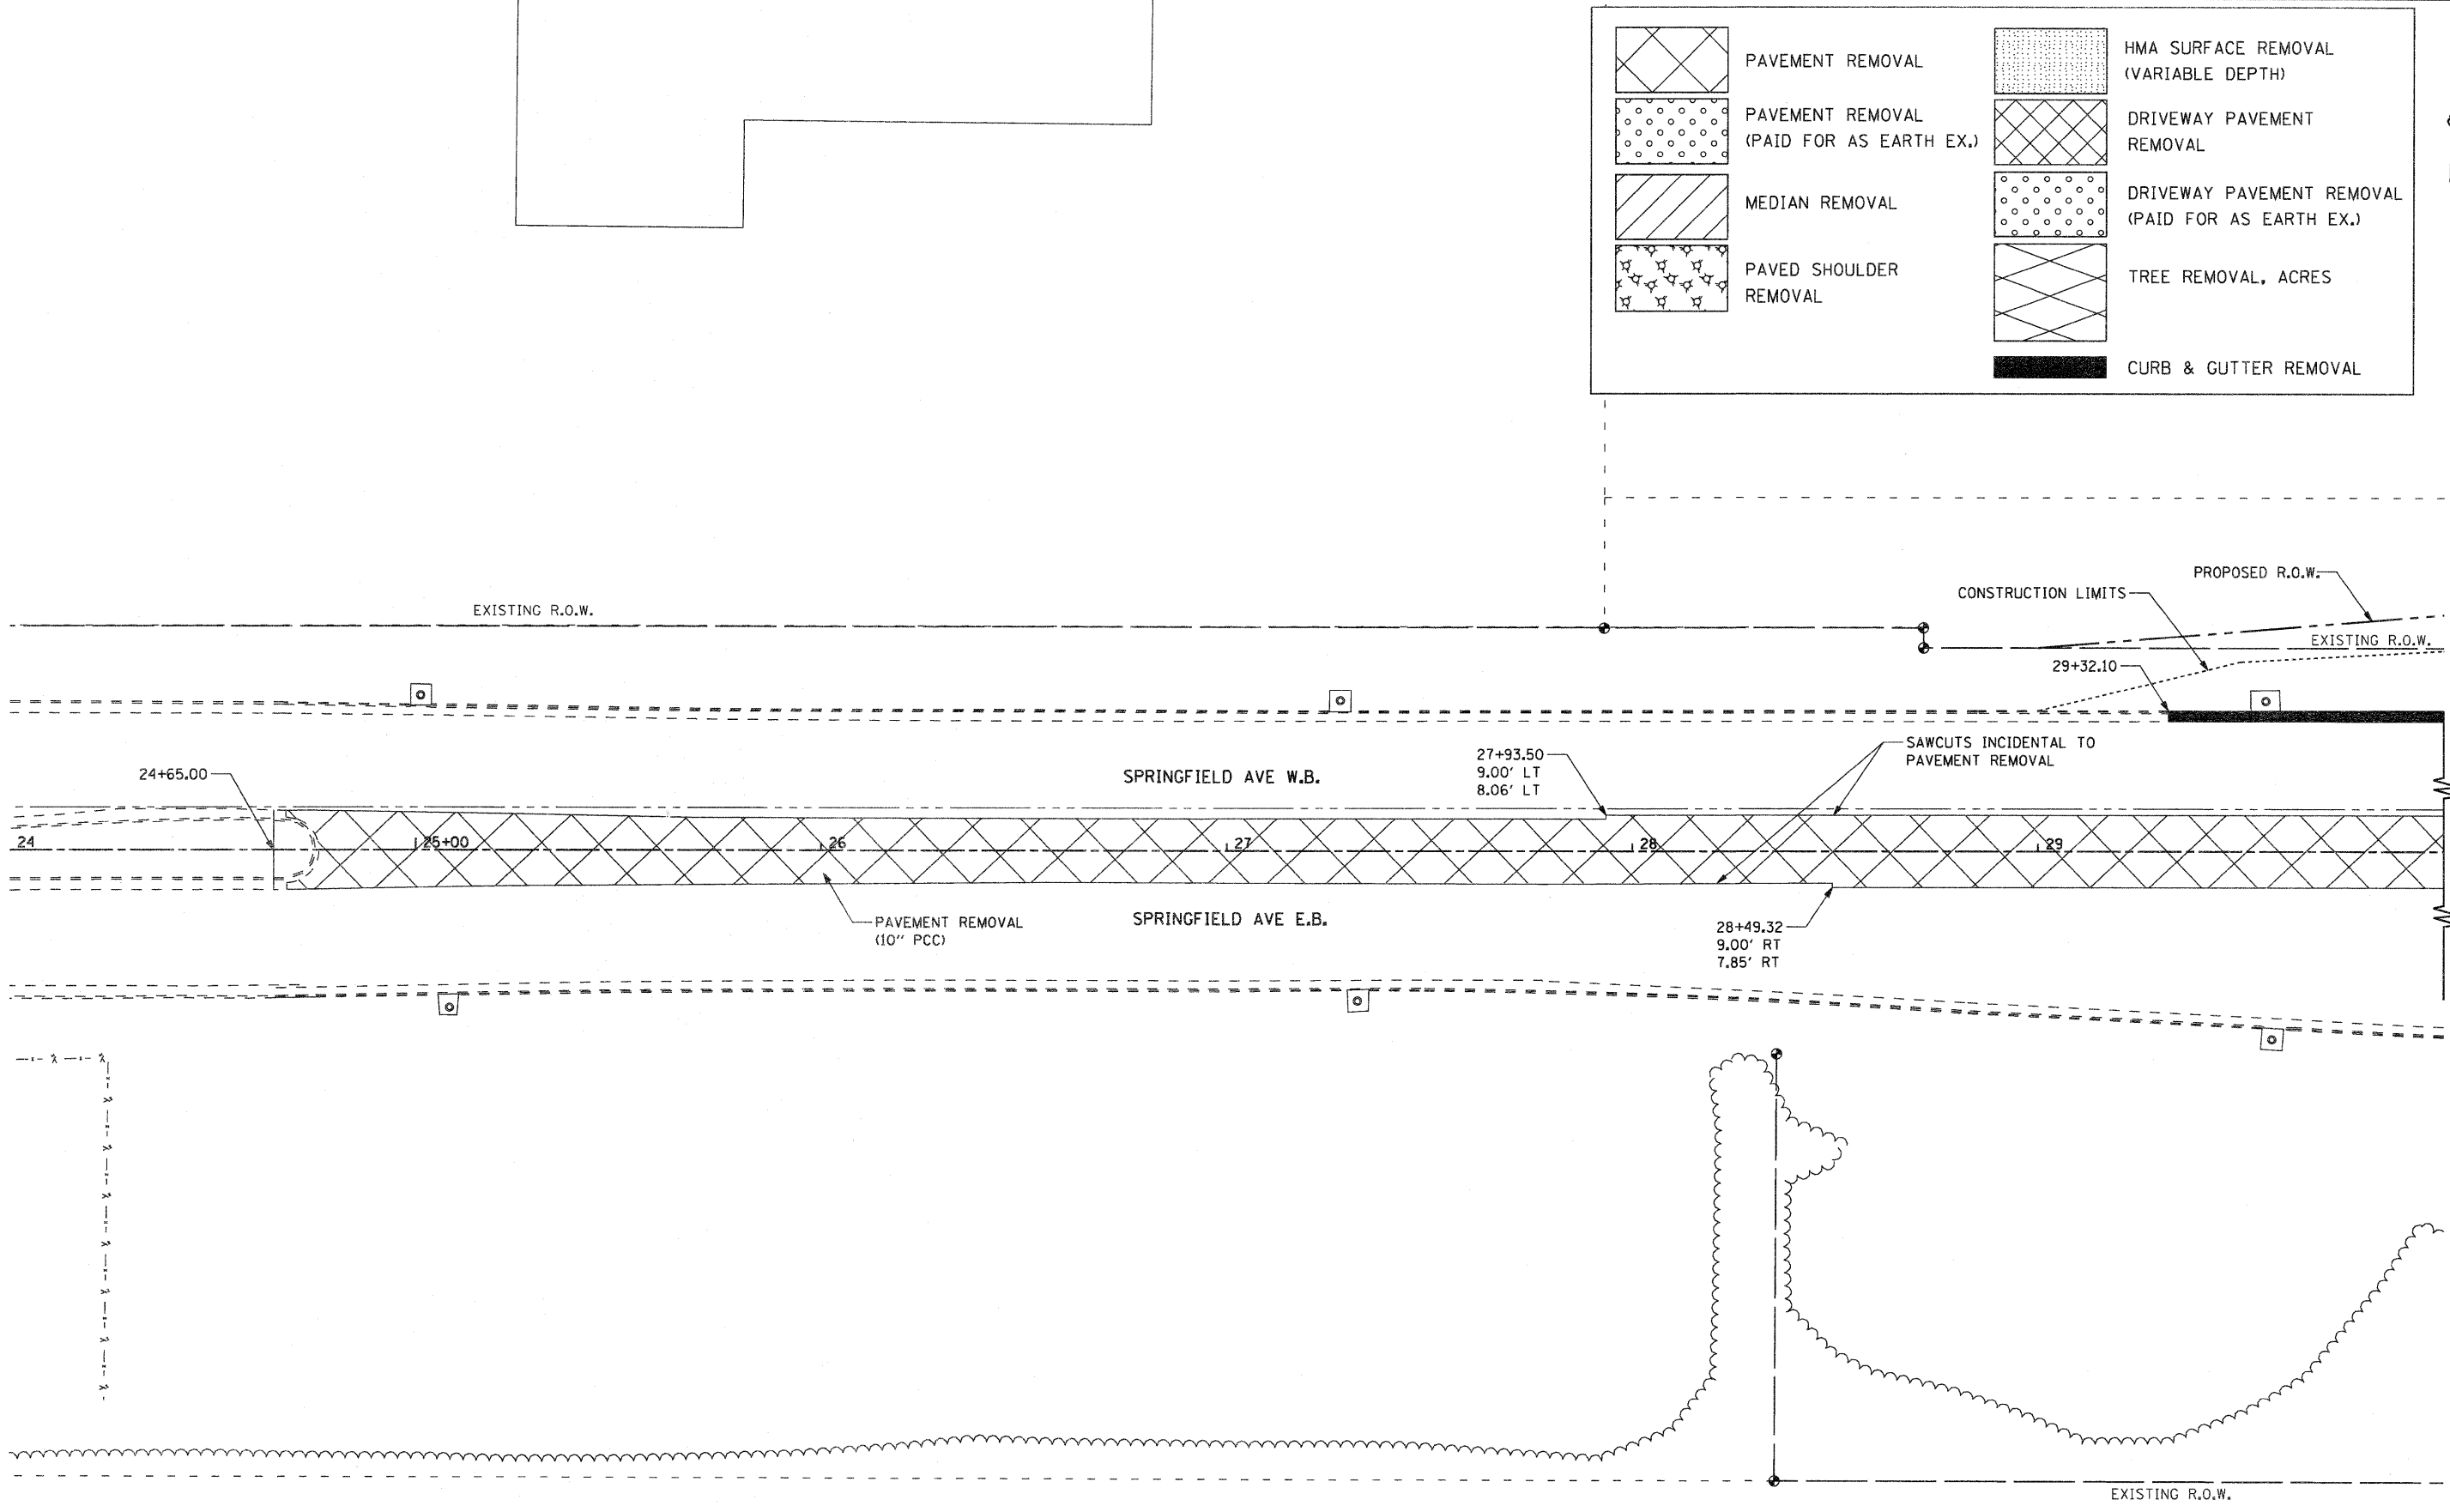 PAVEMENT REMOVAL
PAVEMENT REMOVAL
(PAID FOR AS EARTH EX.)
MEDIAN REMOVAL
PAVED SHOULDER
REMOVAL
HMA SURFACE REMOVAL
(VARIABLE DEPTH)
DRIVEWAY PAVEMENT
REMOVAL
DRIVEWAY PAVEMENT REMOVAL
(PAID FOR AS EARTH EX.)
TREE REMOVAL, ACRES
CURB & GUTTER REMOVAL
PROPOSED R.O.W.
CONSTRUCTION LIMITS
EXISTING R.O.W.
EXISTING R.O.W.
29+32.10
SAWCUTS INCIDENTAL TO
PAVEMENT REMOVAL
27+93.50
9.00' LT
8.06' LT
24+65.00
SPRINGFIELD AVE W.B.
24
25+00
26
27
28
29
PAVEMENT REMOVAL
(10" PCC)
SPRINGFIELD AVE E.B.
28+49.32
9.00' RT
7.85' RT
EXISTING R.O.W.